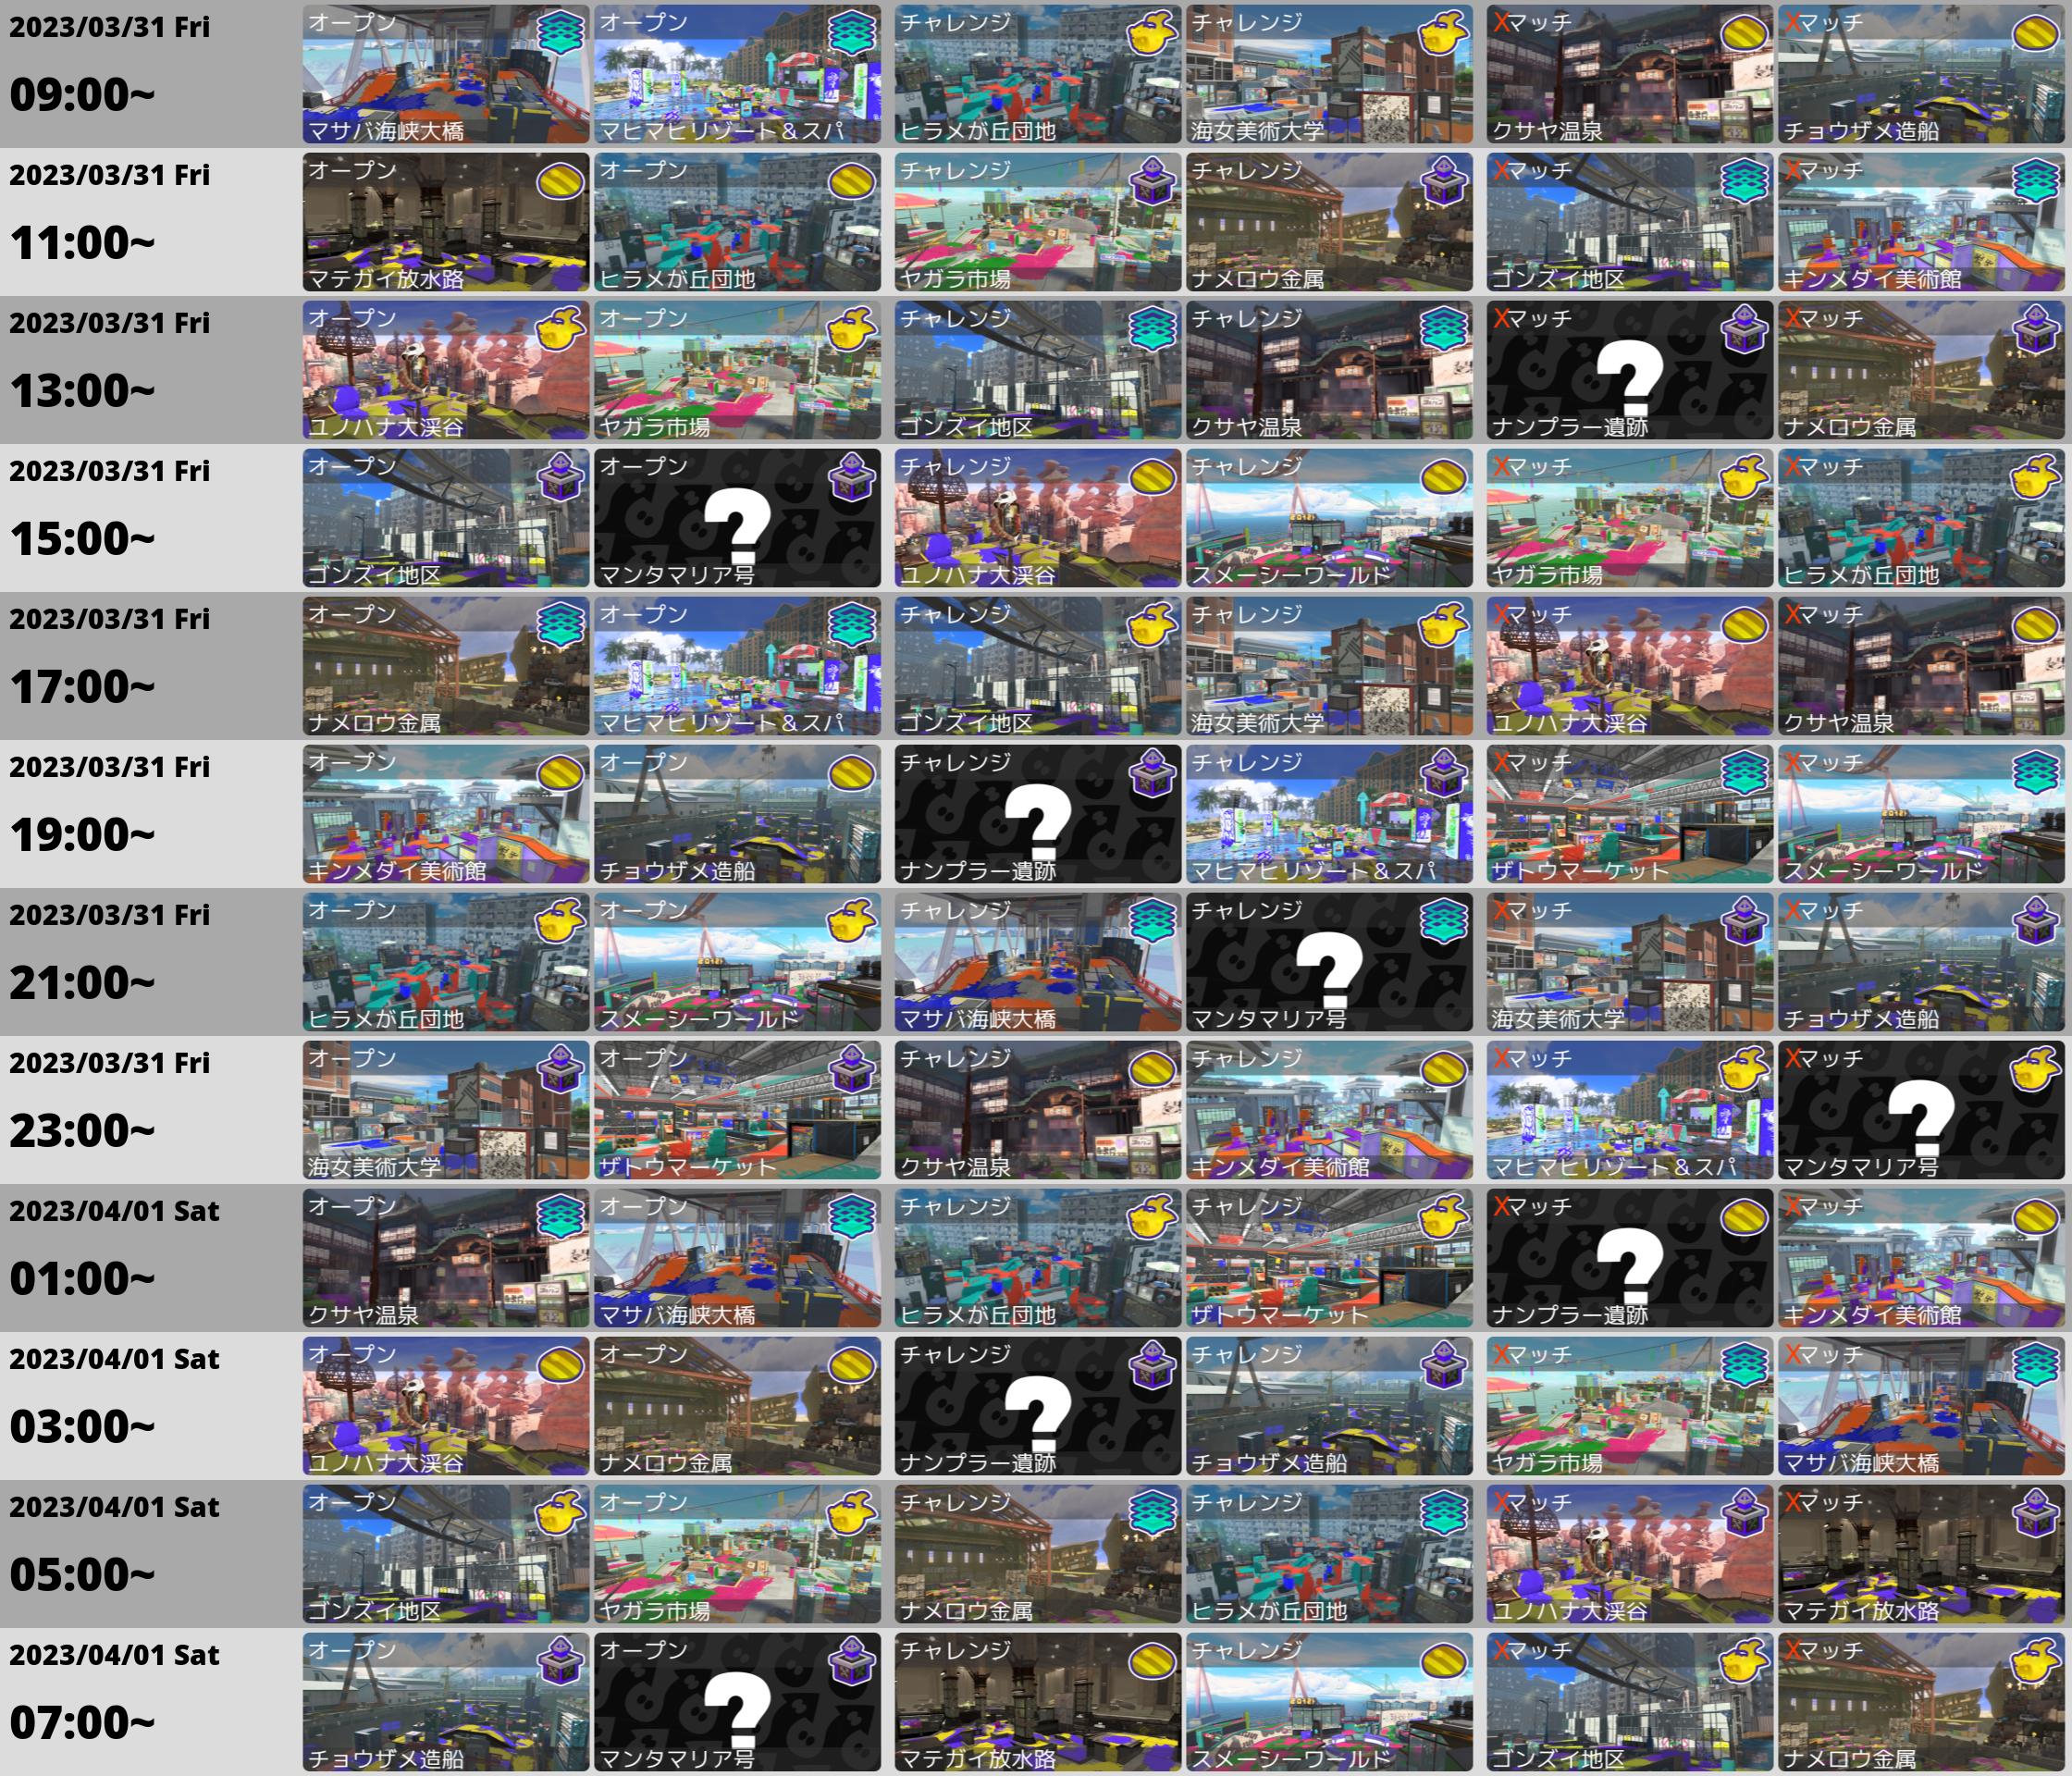 2023/03/31 Fri
09:00~
オープン オープン チャレンジ チャレンジ Xマッチ Xマッチ
マサバ海峡大橋 マヒマヒリゾート＆スパ ヒラメが丘団地 海女美術大学 クサヤ温泉 チョウザメ造船
2023/03/31 Fri
11:00~
オープン オープン チャレンジ チャレンジ Xマッチ Xマッチ
マテガイ放水路 ヒラメが丘団地 ヤガラ市場 ナメロウ金属 ゴンズイ地区 キンメダイ美術館
2023/03/31 Fri
13:00~
オープン オープン チャレンジ チャレンジ Xマッチ Xマッチ
ユノハナ大渓谷 ヤガラ市場 ゴンズイ地区 クサヤ温泉 ナンプラー遺跡 ナメロウ金属
2023/03/31 Fri
15:00~
オープン オープン チャレンジ チャレンジ Xマッチ Xマッチ
ゴンズイ地区 マンタマリア号 ユノハナ大渓谷 スメーシーワールド ヤガラ市場 ヒラメが丘団地
2023/03/31 Fri
17:00~
オープン オープン チャレンジ チャレンジ Xマッチ Xマッチ
ナメロウ金属 マヒマヒリゾート＆スパ ゴンズイ地区 海女美術大学 ユノハナ大渓谷 クサヤ温泉
2023/03/31 Fri
19:00~
オープン オープン チャレンジ チャレンジ Xマッチ Xマッチ
キンメダイ美術館 チョウザメ造船 ナンプラー遺跡 マヒマヒリゾート＆スパ ザトウマーケット スメーシーワールド
2023/03/31 Fri
21:00~
オープン オープン チャレンジ チャレンジ Xマッチ Xマッチ
ヒラメが丘団地 スメーシーワールド マサバ海峡大橋 マンタマリア号 海女美術大学 チョウザメ造船
2023/03/31 Fri
23:00~
オープン オープン チャレンジ チャレンジ Xマッチ Xマッチ
海女美術大学 ザトウマーケット クサヤ温泉 キンメダイ美術館 マヒマヒリゾート＆スパ マンタマリア号
2023/04/01 Sat
01:00~
オープン オープン チャレンジ チャレンジ Xマッチ Xマッチ
クサヤ温泉 マサバ海峡大橋 ヒラメが丘団地 ザトウマーケット ナンプラー遺跡 キンメダイ美術館
2023/04/01 Sat
03:00~
オープン オープン チャレンジ チャレンジ Xマッチ Xマッチ
ユノハナ大渓谷 ナメロウ金属 ナンプラー遺跡 チョウザメ造船 ヤガラ市場 マサバ海峡大橋
2023/04/01 Sat
05:00~
オープン オープン チャレンジ チャレンジ Xマッチ Xマッチ
ゴンズイ地区 ヤガラ市場 ナメロウ金属 ヒラメが丘団地 ユノハナ大渓谷 マテガイ放水路
2023/04/01 Sat
07:00~
オープン オープン チャレンジ チャレンジ Xマッチ Xマッチ
チョウザメ造船 マンタマリア号 マテガイ放水路 スメーシーワールド ゴンズイ地区 ナメロウ金属